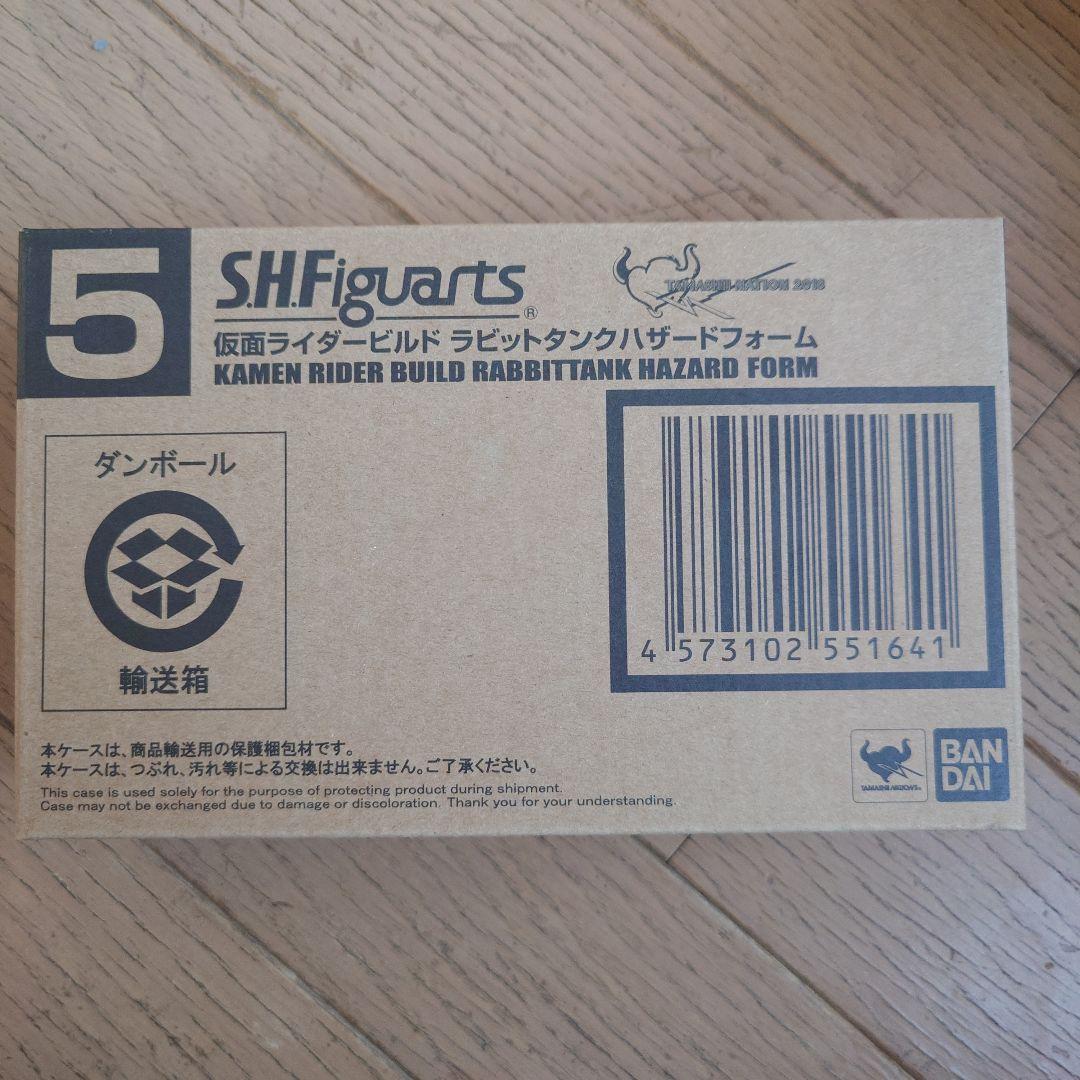 5
S.H.Figuarts
®
TAMASHII NATION 2018
仮面ライダービルド ラビットタンクハザードフォーム
KAMEN RIDER BUILD RABBITTANK HAZARD FORM
ダンボール
輸送箱
4 573102 551641
本ケースは、商品輸送用の保護梱包材です。
本ケースは、つぶれ、汚れ等による交換は出来ません。ご了承ください。
This case is used solely for the purpose of protecting product during shipment.
Case may not be exchanged due to damage or discoloration. Thank you for your understanding.
TAMASHII NATIONS
BAN
DAI